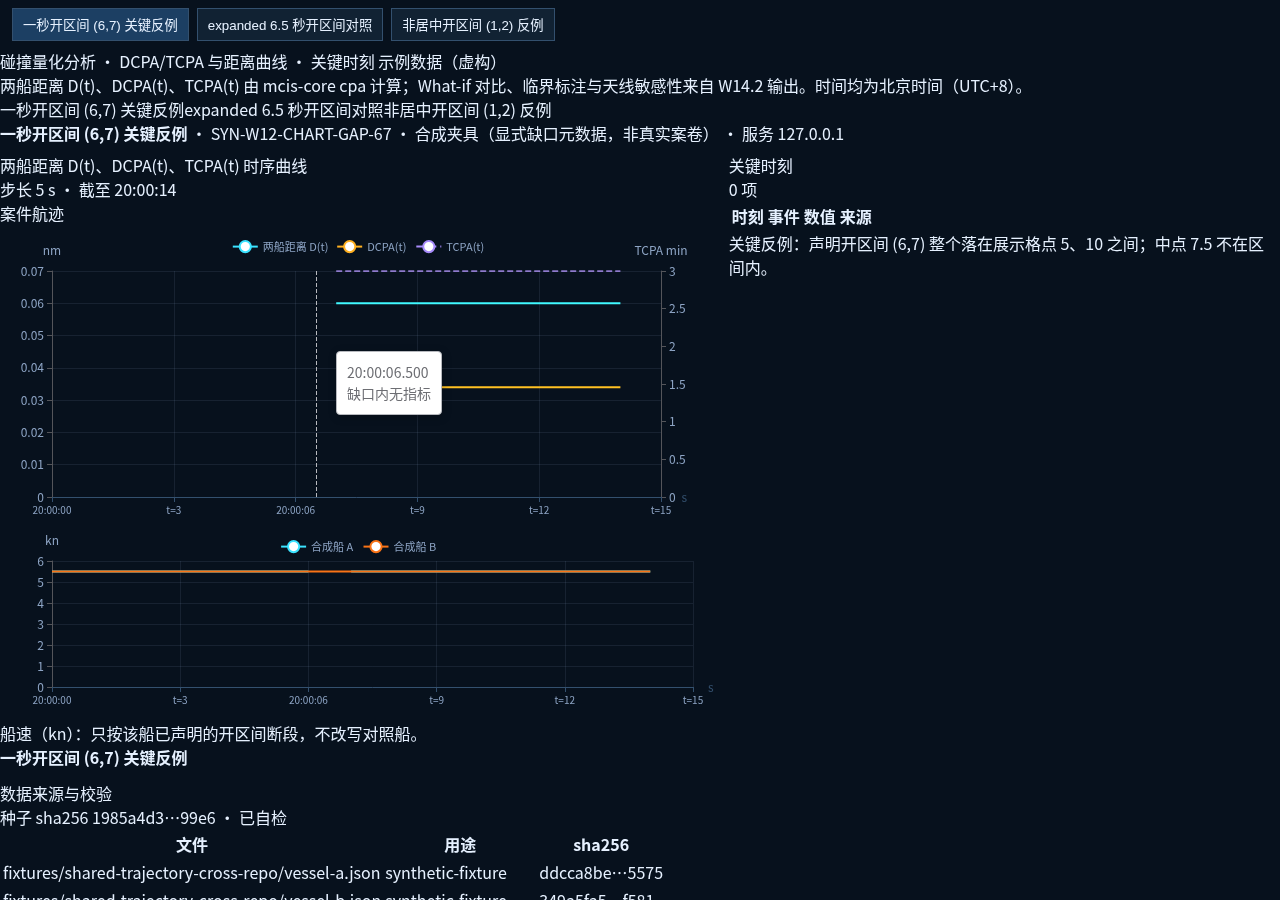 一秒开区间 (6,7) 关键反例
expanded 6.5 秒开区间对照
非居中开区间 (1,2) 反例
碰撞量化分析 · DCPA/TCPA 与距离曲线 · 关键时刻 示例数据（虚构）
两船距离 D(t)、DCPA(t)、TCPA(t) 由 mcis-core cpa 计算；What-if 对比、临界标注与天线敏感性来自 W14.2 输出。时间均为北京时间（UTC+8）。
一秒开区间 (6,7) 关键反例expanded 6.5 秒开区间对照非居中开区间 (1,2) 反例
一秒开区间 (6,7) 关键反例 · SYN-W12-CHART-GAP-67 · 合成夹具（显式缺口元数据，非真实案卷） · 服务 127.0.0.1
两船距离 D(t)、DCPA(t)、TCPA(t) 时序曲线
步长 5 s · 截至 20:00:14
案件航迹
nm
两船距离 D(t)
DCPA(t)
TCPA(t)
TCPA min
0.07
0.06
0.05
0.04
0.03
0.02
0.01
0
3
2.5
2
1.5
1
0.5
0
s
20:00:06.500
缺口内无指标
20:00:00
t=3
20:00:06
t=9
t=12
t=15
kn
合成船 A
合成船 B
6
5
4
3
2
1
0
s
20:00:00
t=3
20:00:06
t=9
t=12
t=15
船速（kn）：只按该船已声明的开区间断段，不改写对照船。
一秒开区间 (6,7) 关键反例
关键时刻
0 项
时刻 事件 数值 来源
关键反例：声明开区间 (6,7) 整个落在展示格点 5、10 之间；中点 7.5 不在区
间内。
数据来源与校验
种子 sha256 1985a4d3…99e6 · 已自检
文件 用途 sha256
fixtures/shared-trajectory-cross-repo/vessel-a.json synthetic-fixture ddcca8be…5575
fixtures/shared-trajectory-cross-repo/vessel-b.json synthetic-fixture